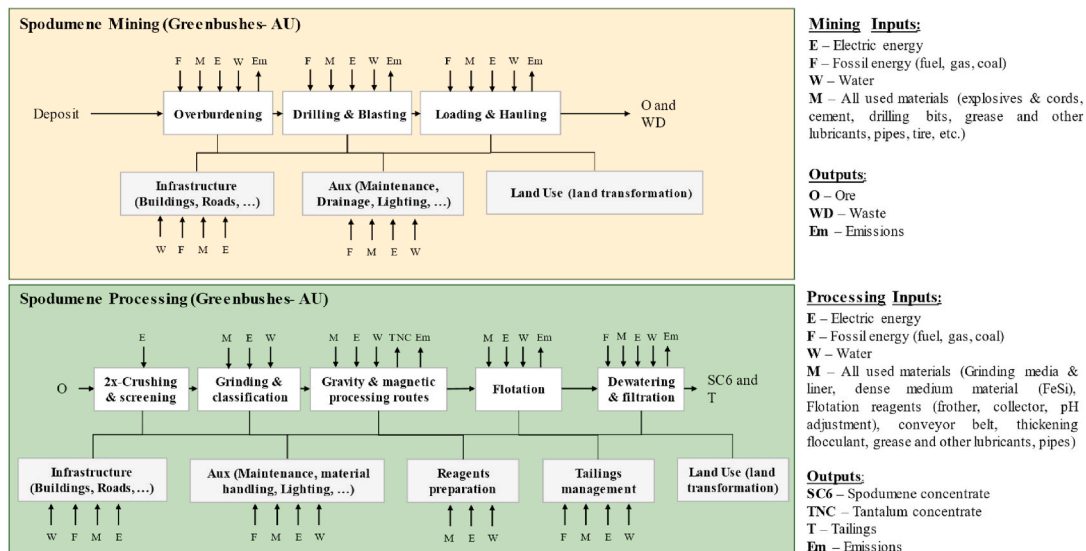 Spodumene Mining (Greenbushes- AU)
F M E W Em
F M E W Em
F M E W Em
Deposit
Overburdening
Drilling & Blasting
Loading & Hauling
O and
WD
Infrastructure
(Buildings, Roads, …)
Aux (Maintenance,
Drainage, Lighting, …)
Land Use (land transformation)
W F M E
F M E W
Mining Inputs:
E – Electric energy
F – Fossil energy (fuel, gas, coal)
W – Water
M – All used materials (explosives & cords,
cement, drilling bits, grease and other
lubricants, pipes, tire, etc.)
Outputs:
O – Ore
WD – Waste
Em – Emissions
Spodumene Processing (Greenbushes- AU)
E
M E W
M E W TNC Em
M E W Em
F M E W Em
O
2x-Crushing
& screening
Grinding &
classification
Gravity & magnetic
processing routes
Flotation
Dewatering
& filtration
SC6 and
T
Infrastructure
(Buildings, Roads, …)
Aux (Maintenance, material
handling, Lighting, …)
Reagents
preparation
Tailings
management
Land Use (land
transformation)
W F M E
F M E W
M E W
F M E W
Processing Inputs:
E – Electric energy
F – Fossil energy (fuel, gas, coal)
W – Water
M – All used materials (Grinding media &
liner, dense medium material (FeSi),
Flotation reagents (frother, collector, pH
adjustment), conveyor belt, thickening
flocculant, grease and other lubricants, pipes)
Outputs:
SC6 – Spodumene concentrate
TNC – Tantalum concentrate
T – Tailings
Em – Emissions